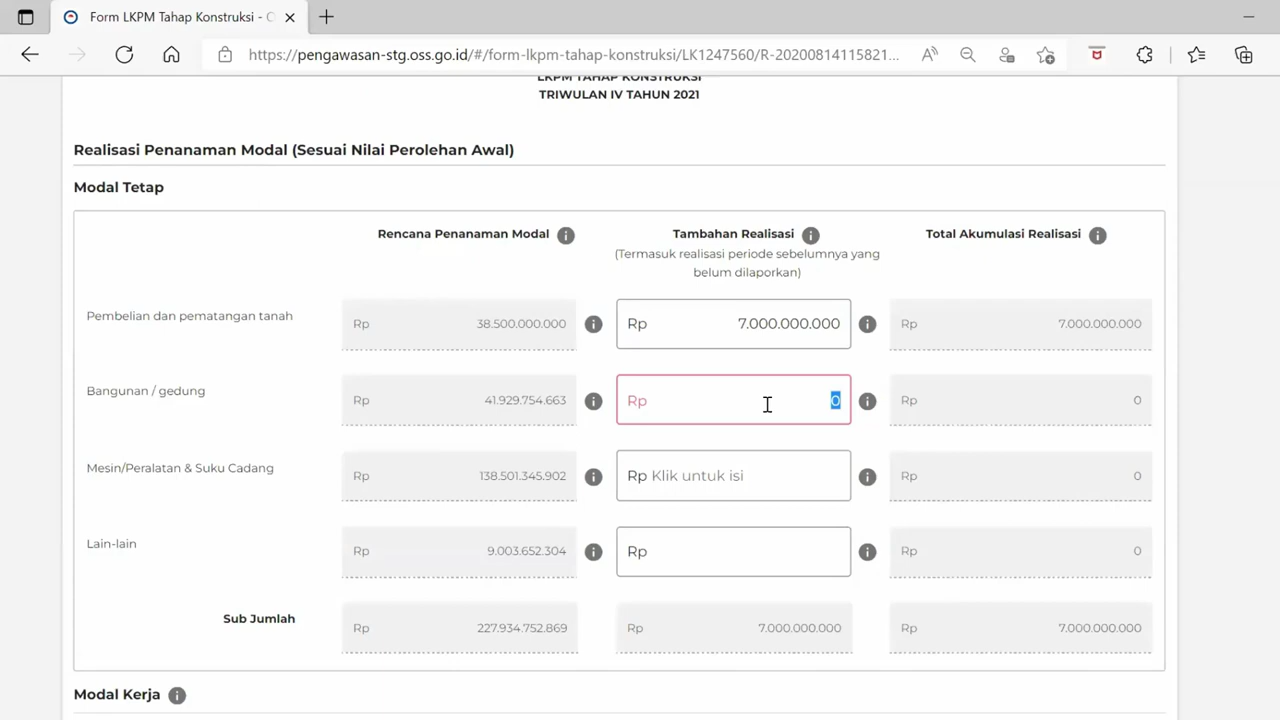 Form LKPM Tahap Konstruksi -
https://pengawasan-stg.oss.go.id/#/form-lkpm-tahap-konstruksi/LK1247560/R-20200814115821...
LKPM TAHAP KONSTRUKSI
TRIWULAN IV TAHUN 2021
Realisasi Penanaman Modal (Sesuai Nilai Perolehan Awal)
Modal Tetap
Rencana Penanaman Modal
Tambahan Realisasi
Total Akumulasi Realisasi
(Termasuk realisasi periode sebelumnya yang
belum dilaporkan)
Pembelian dan pematangan tanah Rp 38.500.000.000 Rp 7.000.000.000 Rp 7.000.000.000
Bangunan / gedung Rp 41.929.754.663 Rp 0 Rp 0
Mesin/Peralatan & Suku Cadang Rp 138.501.345.902 Rp Klik untuk isi Rp 0
Lain-lain Rp 9.003.652.304 Rp Rp 0
Sub Jumlah Rp 227.934.752.869 Rp 7.000.000.000 Rp 7.000.000.000
Modal Kerja